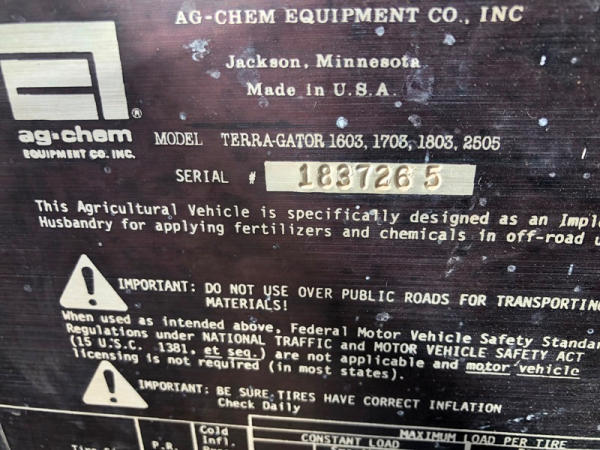 AG-CHEM EQUIPMENT CO., INC
Jackson, Minnesota
Made in U.S.A.
®
ag-chem
EQUIPMENT CO. INC.
MODEL TERRA-GATOR 1603, 1703, 1803, 2505
SERIAL # 1837265
This Agricultural Vehicle is specifically designed as an Impl
Husbandry for applying fertilizers and chemicals in off-road u
IMPORTANT: DO NOT USE OVER PUBLIC ROADS FOR TRANSPORTING
MATERIALS!
When used as intended above, Federal Motor Vehicle Safety Standar
Regulations under NATIONAL TRAFFIC and MOTOR VEHICLE SAFETY ACT
(15 U.S.C. 1381, et seq.) are not applicable and motor vehicle
licensing is not required (in most states).
IMPORTANT: BE SURE TIRES HAVE CORRECT INFLATION
Check Daily
P.R.
Cold
Infl.
MAXIMUM LOAD PER TIRE
CONSTANT LOAD